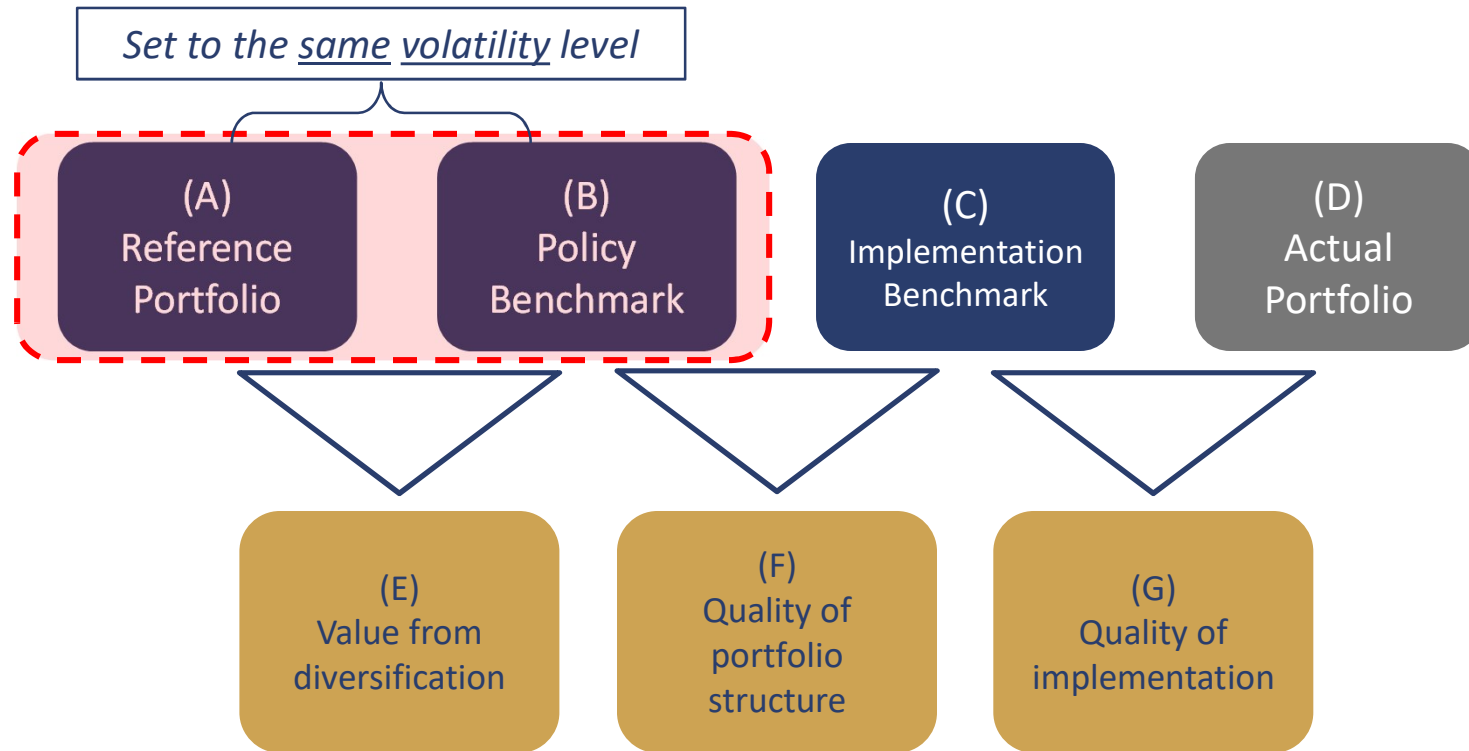 Set to the same volatility level
(A)
Reference
Portfolio
(B)
Policy
Benchmark
(C)
Implementation
Benchmark
(D)
Actual
Portfolio
(E)
Value from
diversification
(F)
Quality of
portfolio
structure
(G)
Quality of
implementation